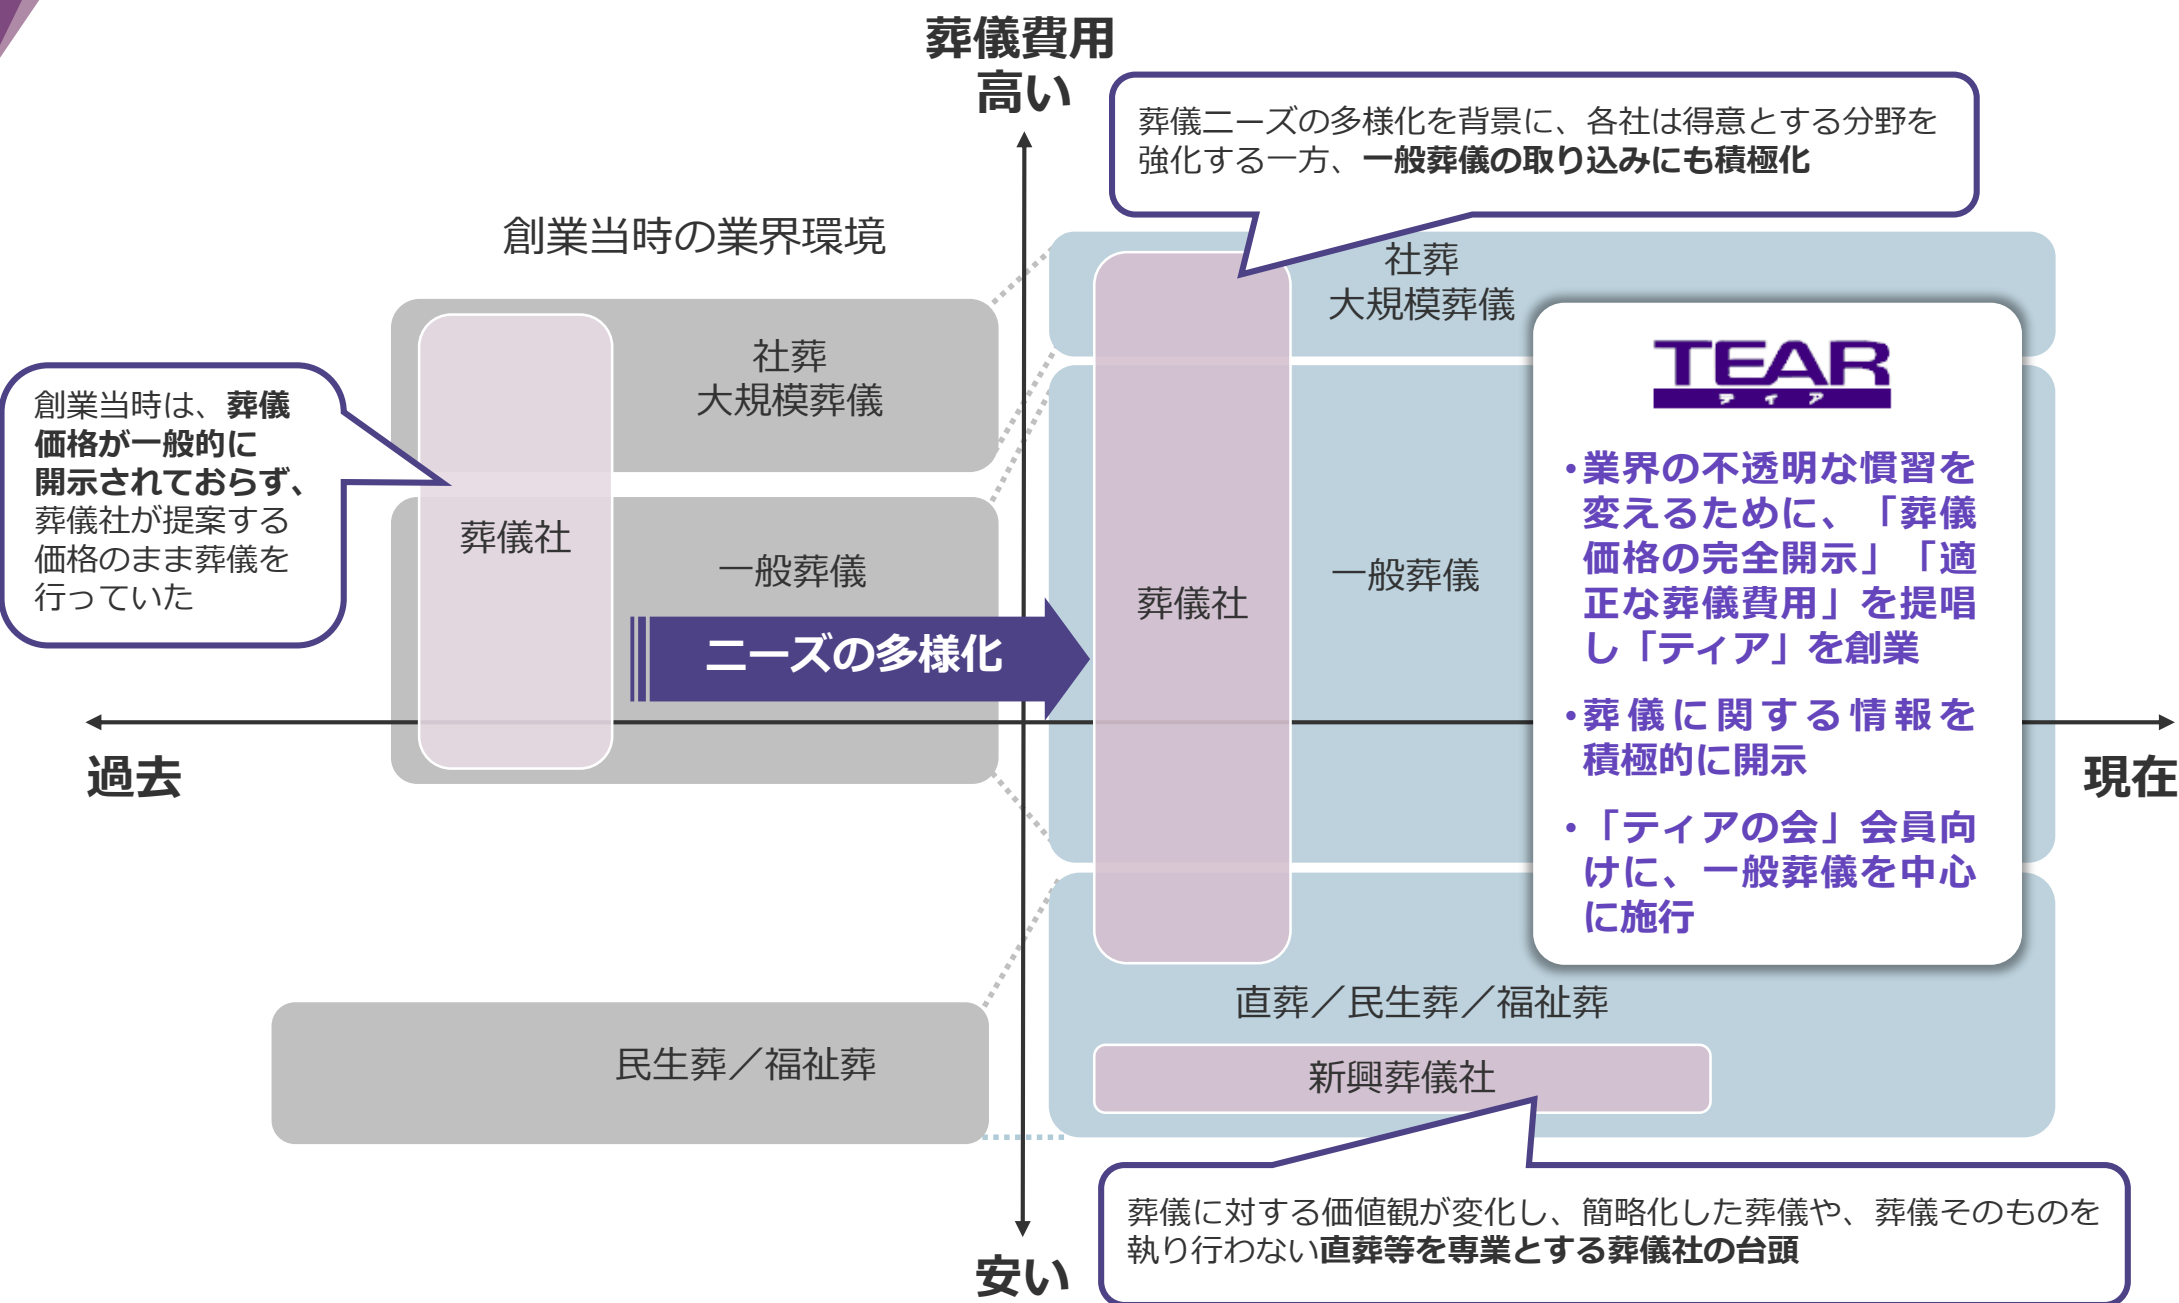 葬儀費用
高い
葬儀ニーズの多様化を背景に、各社は得意とする分野を
強化する一方、一般葬儀の取り込みにも積極化
創業当時の業界環境
社葬
大規模葬儀
葬儀社
一般葬儀
創業当時は、葬儀
価格が一般的に
開示されておらず、
葬儀社が提案する
価格のまま葬儀を
行っていた
ニーズの多様化
社葬
大規模葬儀
葬儀社
一般葬儀
TEAR
ティア
・業界の不透明な慣習を
変えるために、「葬儀
価格の完全開示」「適
正な葬儀費用」を提唱
し「ティア」を創業
・葬儀に関する情報を
積極的に開示
・「ティアの会」会員向
けに、一般葬儀を中心
に施行
過去
現在
民生葬／福祉葬
直葬／民生葬／福祉葬
新興葬儀社
葬儀に対する価値観が変化し、簡略化した葬儀や、葬儀そのものを
執り行わない直葬等を専業とする葬儀社の台頭
安い